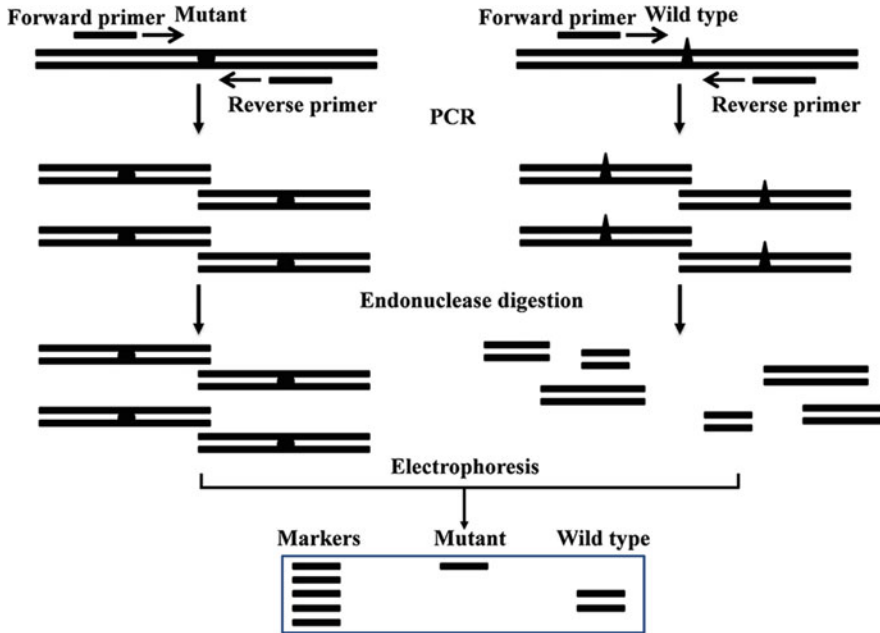 Forward primer Mutant
Forward primer Wild type
Reverse primer
Reverse primer
PCR
Endonuclease digestion
Electrophoresis
Markers Mutant Wild type